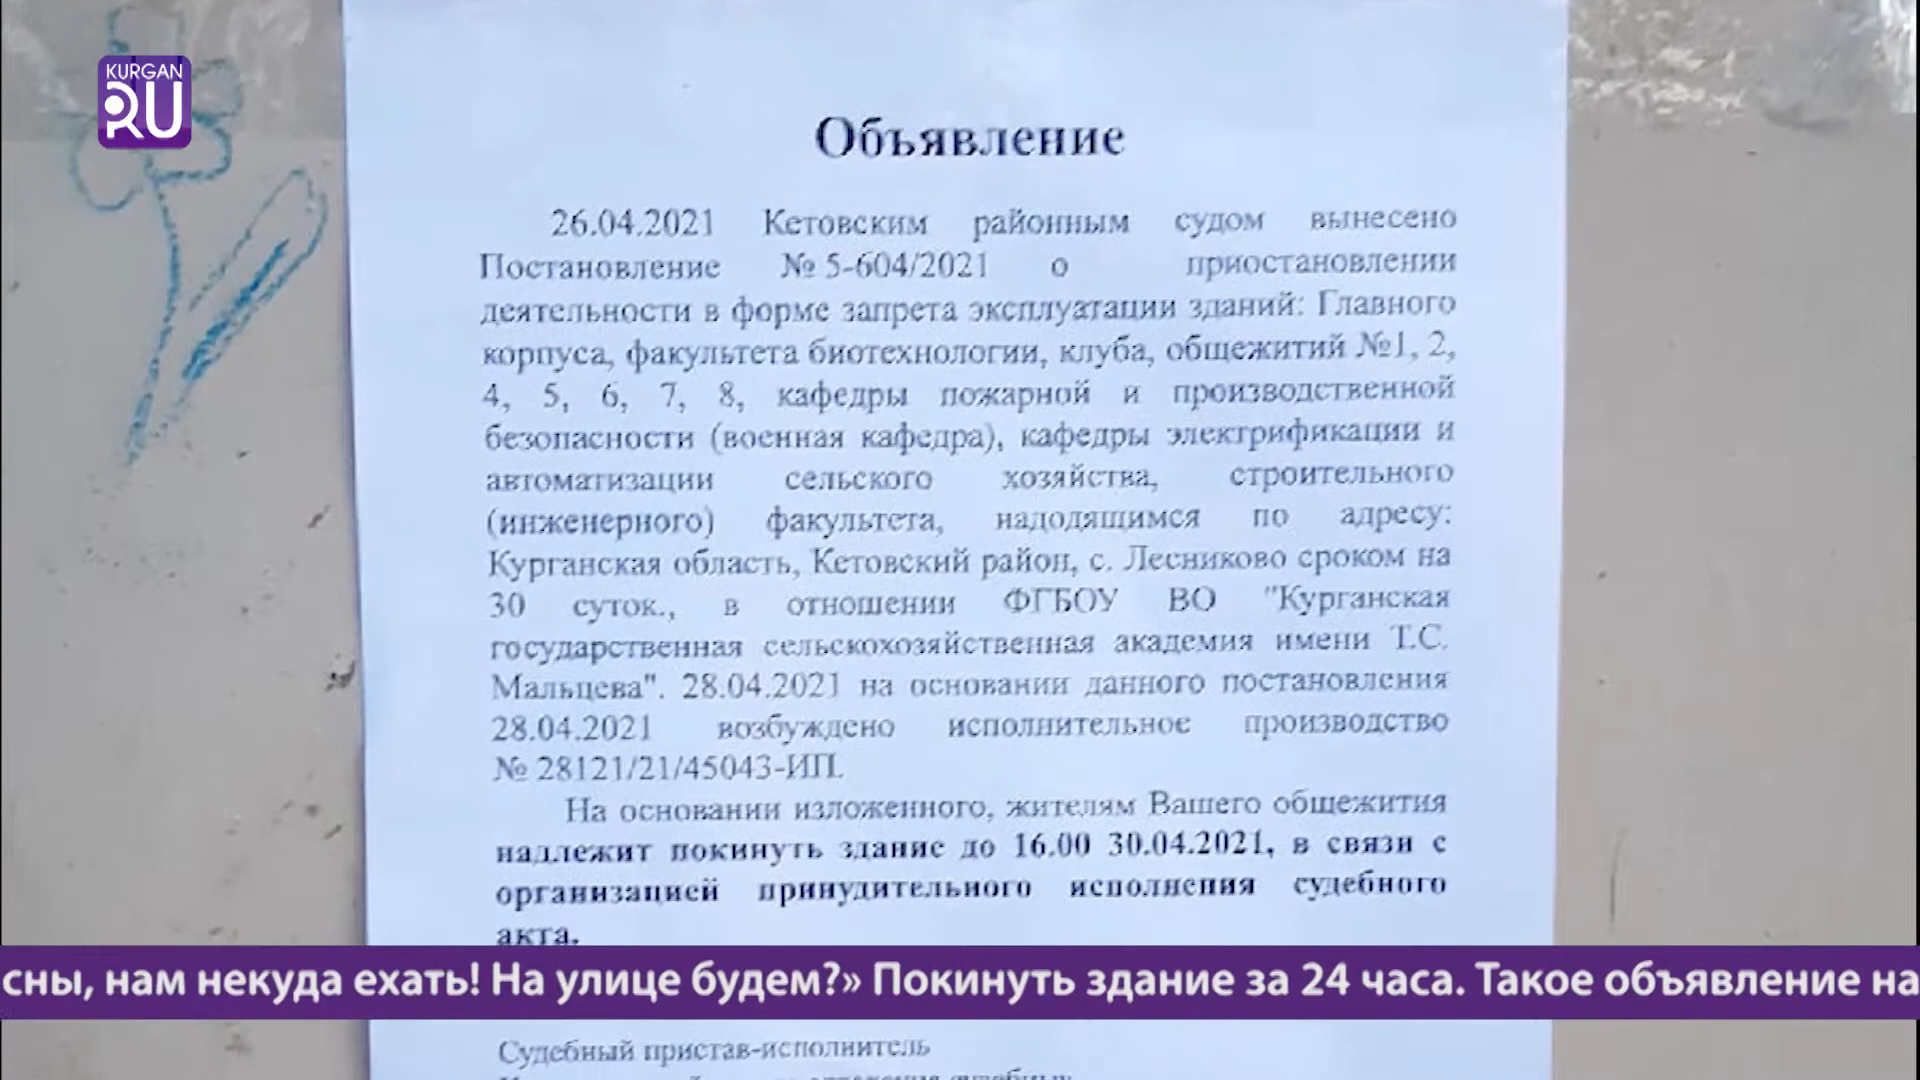 KURGAN
RU
Объявление
26.04.2021 Кетовским районным судом вынесено
Постановление № 5-604/2021 о приостановлении
деятельности в форме запрета эксплуатации зданий: Главного
корпуса, факультета биотехнологии, клуба, общежитий №1, 2,
4, 5, 6, 7, 8, кафедры пожарной и производственной
безопасности (военная кафедра), кафедры электрификации и
автоматизации сельского хозяйства, строительного
(инженерного) факультета, надодящимся по адресу:
Курганская область, Кетовский район, с. Лесниково сроком на
30 суток., в отношении ФГБОУ ВО "Курганская
государственная сельскохозяйственная академия имени Т.С.
Мальцева". 28.04.2021 на основании данного постановления
28.04.2021 возбуждено исполнительное производство
№ 28121/21/45043-ИП.
На основании изложенного, жителям Вашего общежития
надлежит покинуть здание до 16.00 30.04.2021, в связи с
организацией принудительного исполнения судебного
акта.
сны, нам некуда ехать! На улице будем?» Покинуть здание за 24 часа. Такое объявление на
Судебный пристав-исполнитель